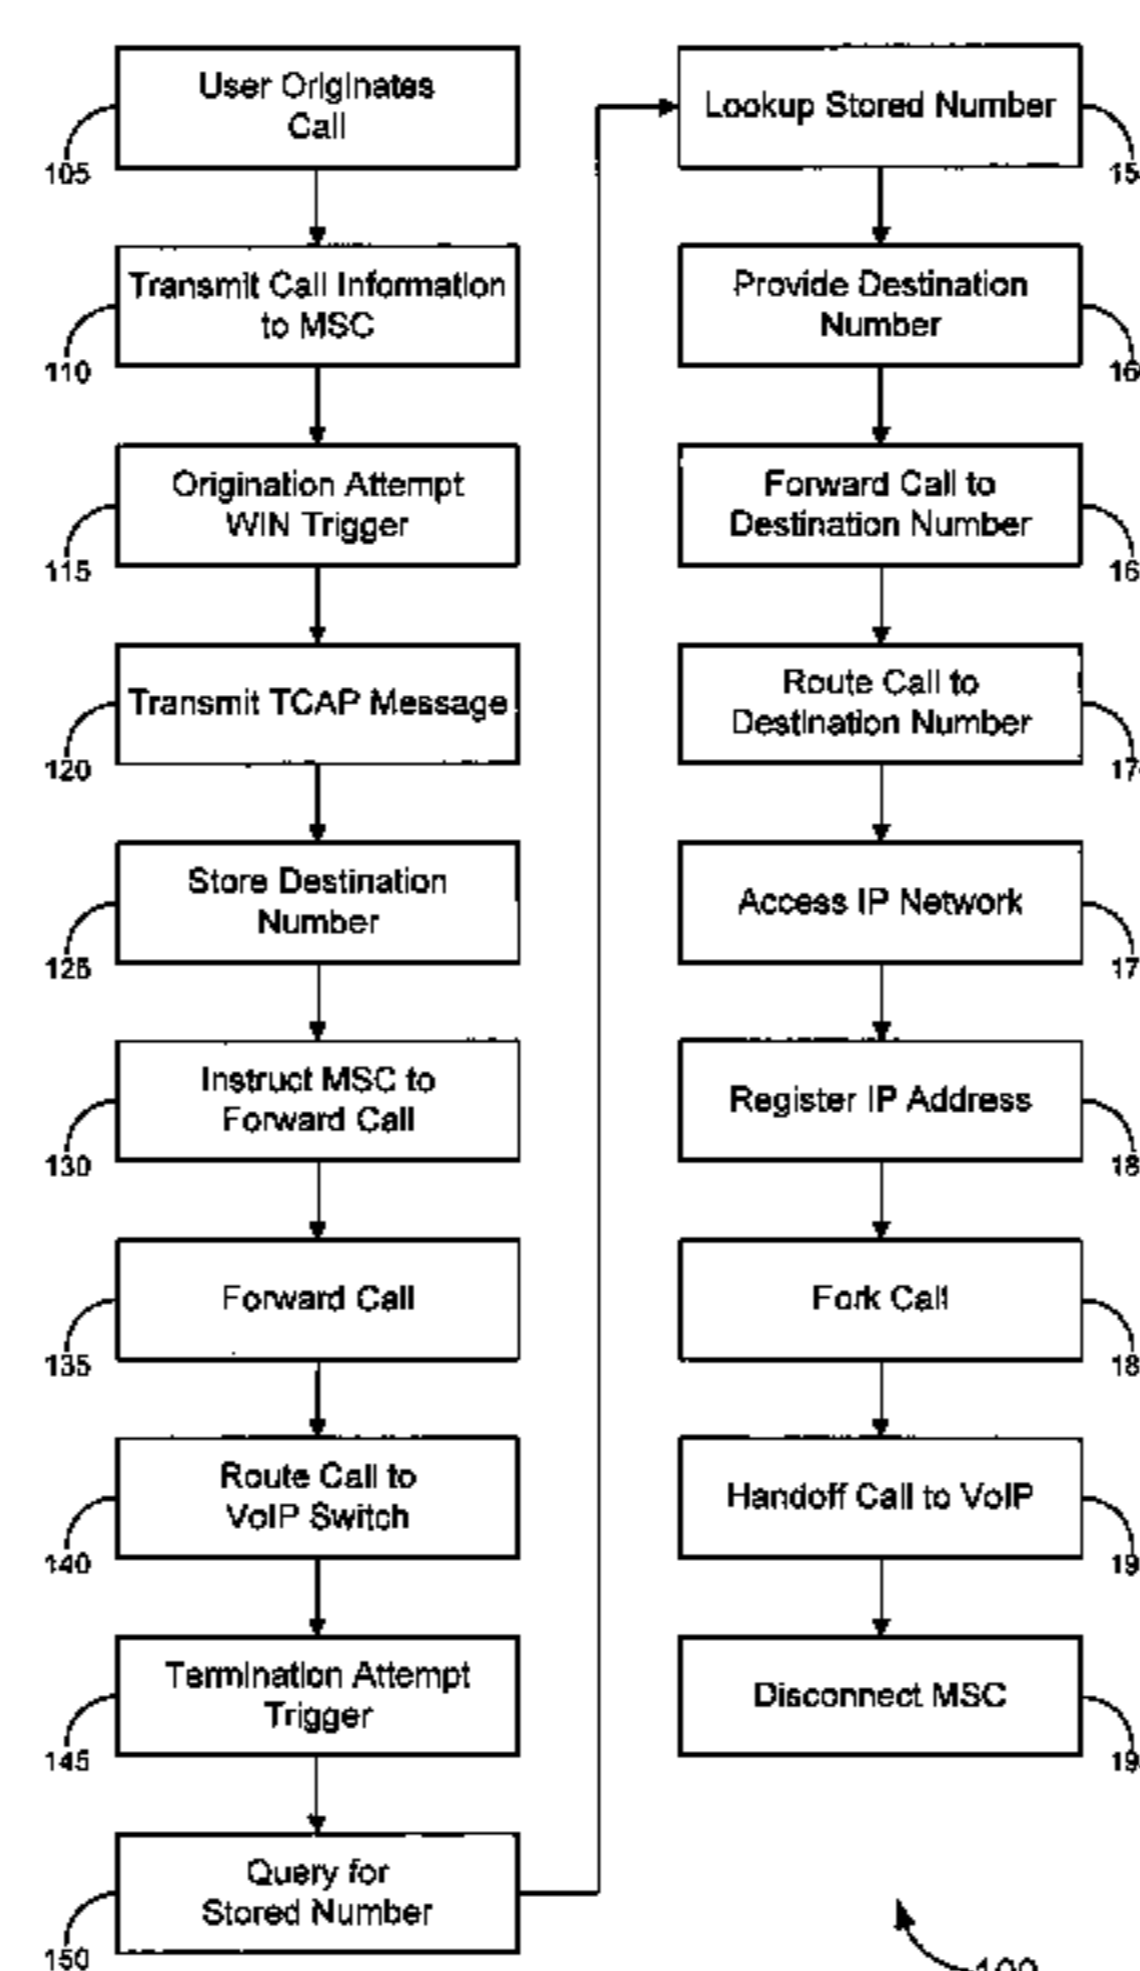 User Originates
Call
105
Transmit Call Information
to MSC
110
Origination Attempt
WIN Trigger
115
Transmit TCAP Message
120
Store Destination
Number
125
Instruct MSC to
Forward Call
130
Forward Call
135
Route Call to
VoIP Switch
140
Termination Attempt
Trigger
145
Query for
Stored Number
150
Lookup Stored Number
Provide Destination
Number
Forward Call to
Destination Number
Route Call to
Destination Number
Access IP Network
Register IP Address
Fork Call
Handoff Call to VoIP
Disconnect MSC